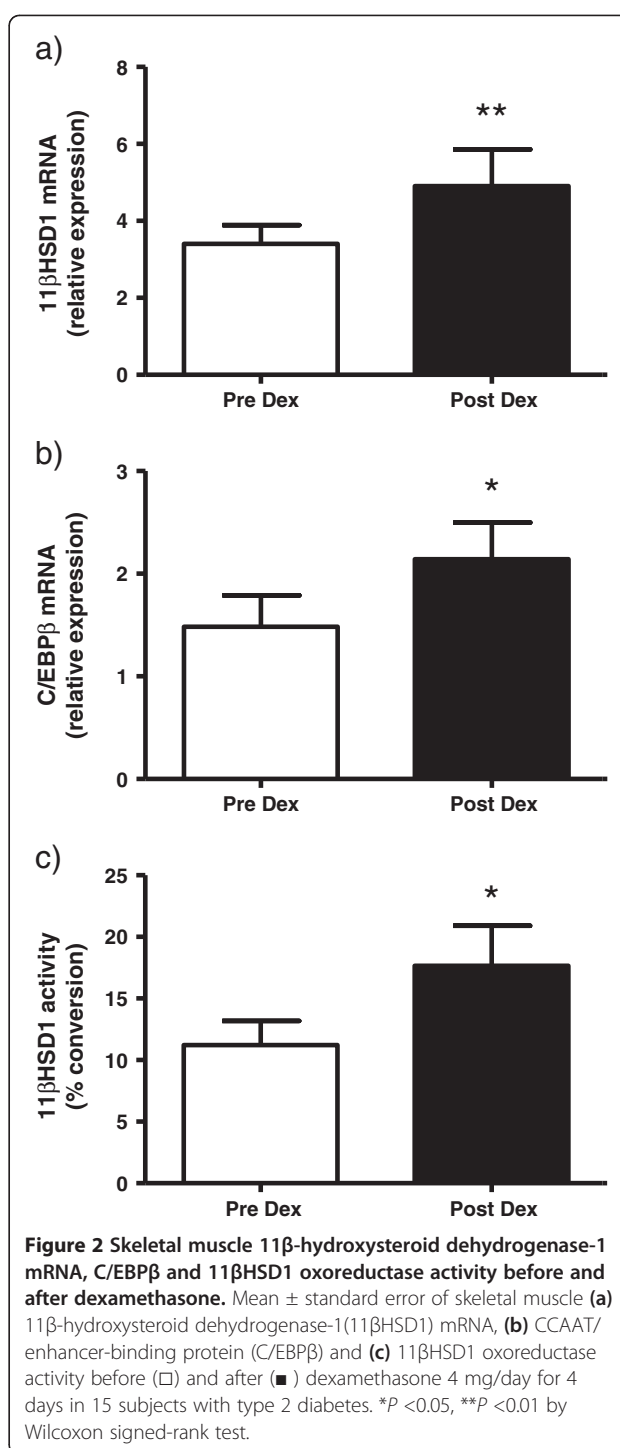 a)
11βHSD1 mRNA
(relative expression)
8
6
4
2
0
**
Pre Dex
Post Dex
b)
C/EBPβ mRNA
(relative expression)
3
2
1
0
*
Pre Dex
Post Dex
c)
11βHSD1 activity
(% conversion)
25
20
15
10
5
0
*
Pre Dex
Post Dex
Figure 2 Skeletal muscle 11β-hydroxysteroid dehydrogenase-1
mRNA, C/EBPβ and 11βHSD1 oxoreductase activity before and
after dexamethasone. Mean ± standard error of skeletal muscle (a)
11β-hydroxysteroid dehydrogenase-1(11βHSD1) mRNA, (b) CCAAT/
enhancer-binding protein (C/EBPβ) and (c) 11βHSD1 oxoreductase
activity before (□) and after (■ ) dexamethasone 4 mg/day for 4
days in 15 subjects with type 2 diabetes. *P <0.05, **P <0.01 by
Wilcoxon signed-rank test.